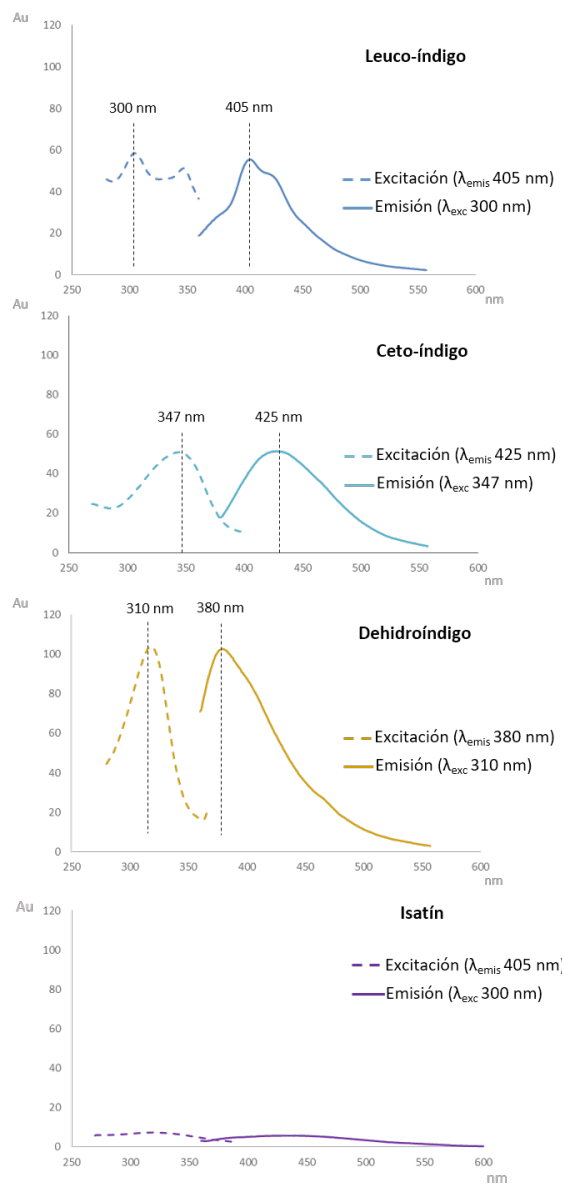 Au
Leuco-índigo
120
100
80
60
40
20
0
300 nm
405 nm
Excitación (λemis 405 nm)
Emisión (λexc 300 nm)
250 300 350 400 450 500 550 600
nm
Au
Ceto-índigo
120
100
80
60
40
20
0
347 nm
425 nm
Excitación (λemis 425 nm)
Emisión (λexc 347 nm)
250 300 350 400 450 500 550 600
nm
Au
310 nm
380 nm
Dehidroíndigo
120
100
80
60
40
20
0
Excitación (λemis 380 nm)
Emisión (λexc 310 nm)
250 300 350 400 450 500 550 600
nm
Au
Isatín
120
100
80
60
40
20
0
Excitación (λemis 405 nm)
Emisión (λexc 300 nm)
250 300 350 400 450 500 550 600
nm